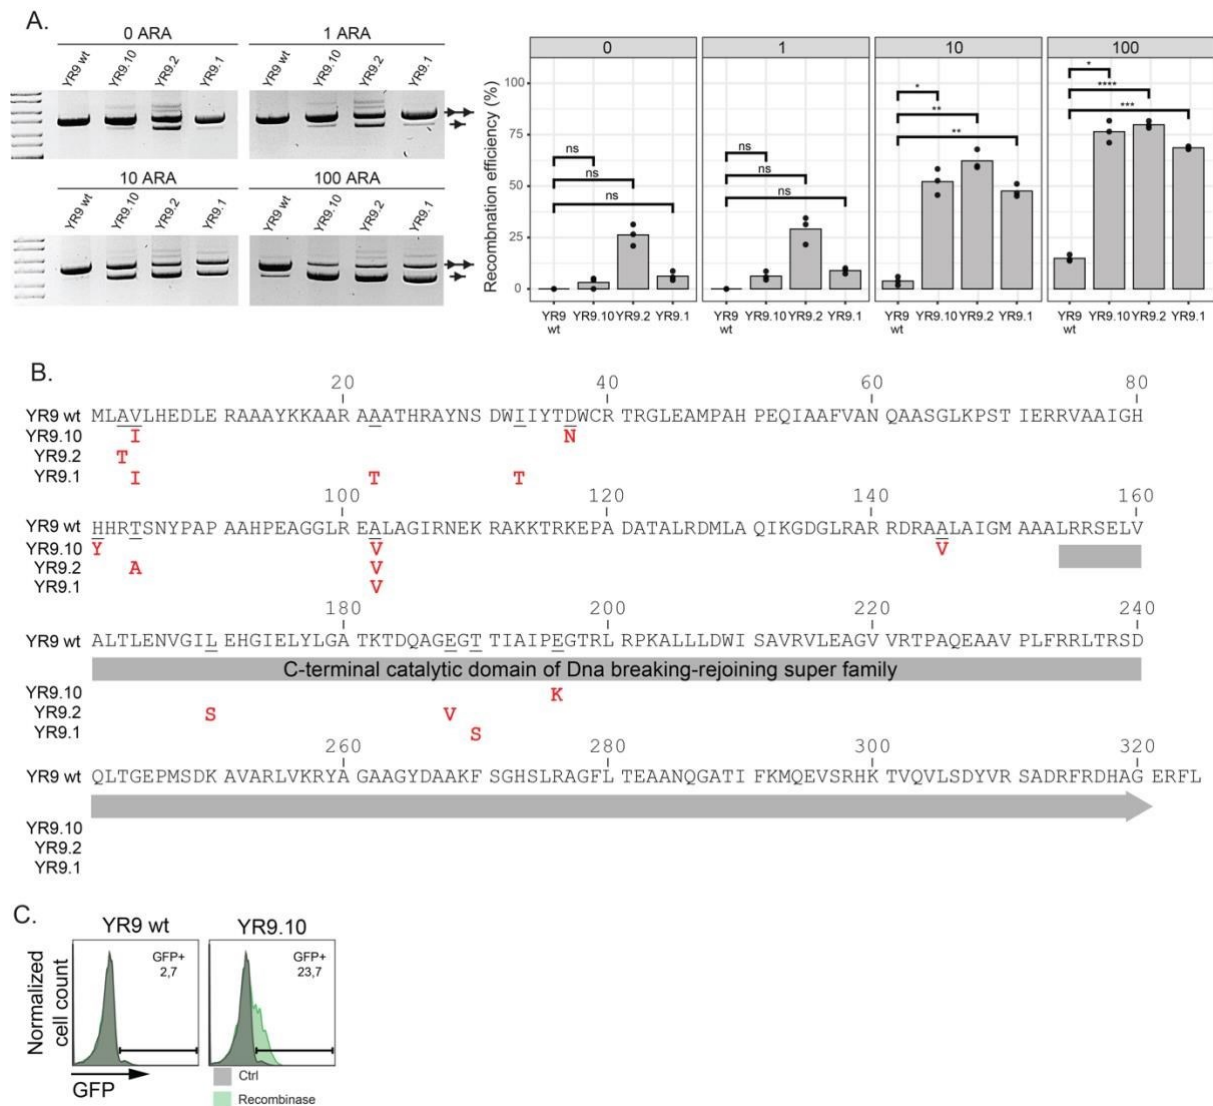 A.
0 ARA
1 ARA
YR9 wt YR9.10 YR9.2 YR9.1
YR9 wt YR9.10 YR9.2 YR9.1
10 ARA
100 ARA
YR9 wt YR9.10 YR9.2 YR9.1
YR9 wt YR9.10 YR9.2 YR9.1
Recombnation efficiency (%)
0 1 10 100
100
75
50
25
0
ns
ns
ns
ns
ns
ns
*
**
**
*
****
***
YR9 wt YR9.10 YR9.2 YR9.1
YR9 wt YR9.10 YR9.2 YR9.1
YR9 wt YR9.10 YR9.2 YR9.1
YR9 wt YR9.10 YR9.2 YR9.1
B.
20 40 60 80
YR9 wt MLAVLHEDLE RAAAYKKAAR AAATHRAYNS DWIIYTDWCR TRGLEAMPAH PEQIAAFVAN QAASGLKPST IERRVAAIGH
YR9.10 I N
YR9.2 T
YR9.1 I T T
100 120 140 160
YR9 wt HHRTSNYPAP AAHPEAGGLR EALAGIRNEK RAKKTRKEPA DATALRDMLA QIKGDGLRAR RDRAALAIGM AAALRRSELV
YR9.10 Y V V
YR9.2 A V
YR9.1 V
180 200 220 240
YR9 wt ALTLENVGIL EHGIELYLGA TKTDQAGEGT TIAIPEGTRL RPKALLLDWI SAVRVLEAGV VRTPAQEAAV PLFRRLTRSD
C-terminal catalytic domain of Dna breaking-rejoining super family
YR9.10 K
YR9.2 S V
YR9.1 S
260 280 300 320
YR9 wt QLTGEPMSDK AVARLVKRYA GAAGYDAAKF SGHSLRAGFL TEAANQGATI FKMQEVSRHK TVQVLSDYVR SADRFRDHAG ERFL
YR9.10
YR9.2
YR9.1
C.
YR9 wt YR9.10
Normalized
cell count
GFP+
2,7
GFP+
23,7
GFP
Ctrl
Recombinase